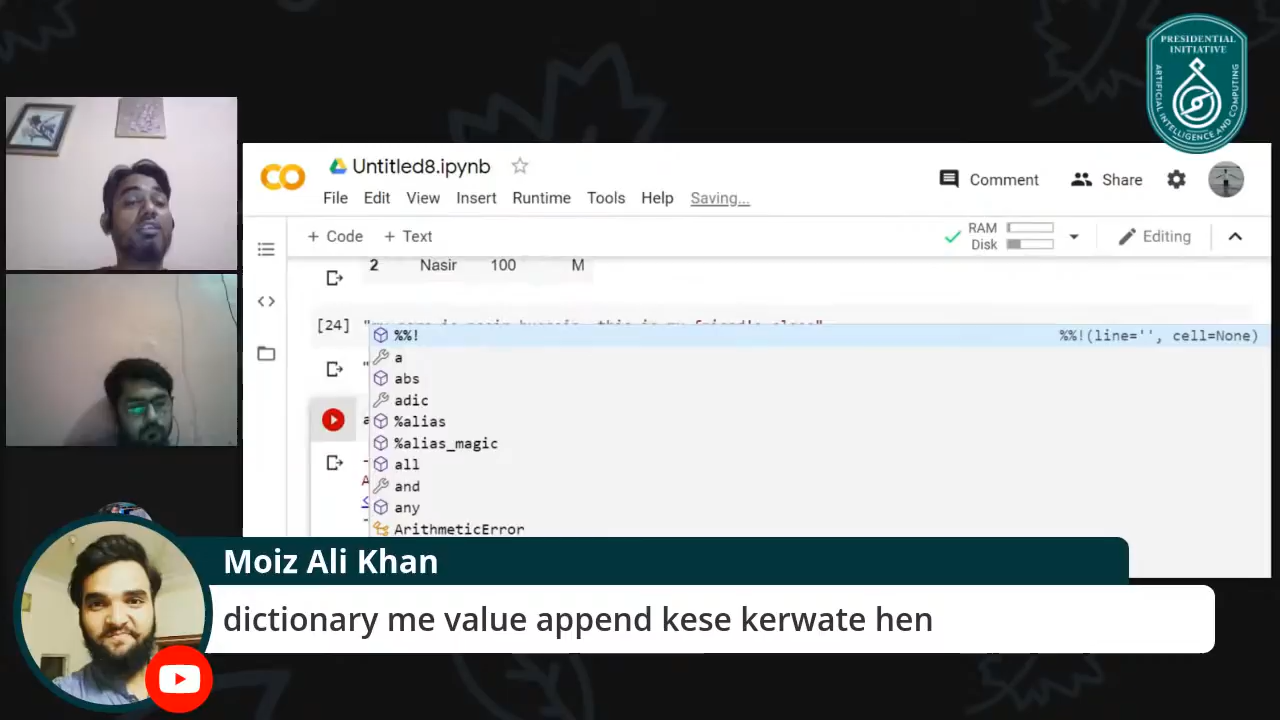 PRESIDENTIAL
INITIATIVE
ARTIFICIAL INTELLIGENCE AND COMPUTING
CO
Untitled8.ipynb
Comment
Share
File Edit View Insert Runtime Tools Help Saving...
+ Code + Text
RAM
Disk
Editing
2 Nasir 100 M
[24]
%%! %%!(line='', cell=None)
a
abs
adic
%alias
%alias_magic
all
and
any
ArithmeticError
Moiz Ali Khan
dictionary me value append kese kerwate hen